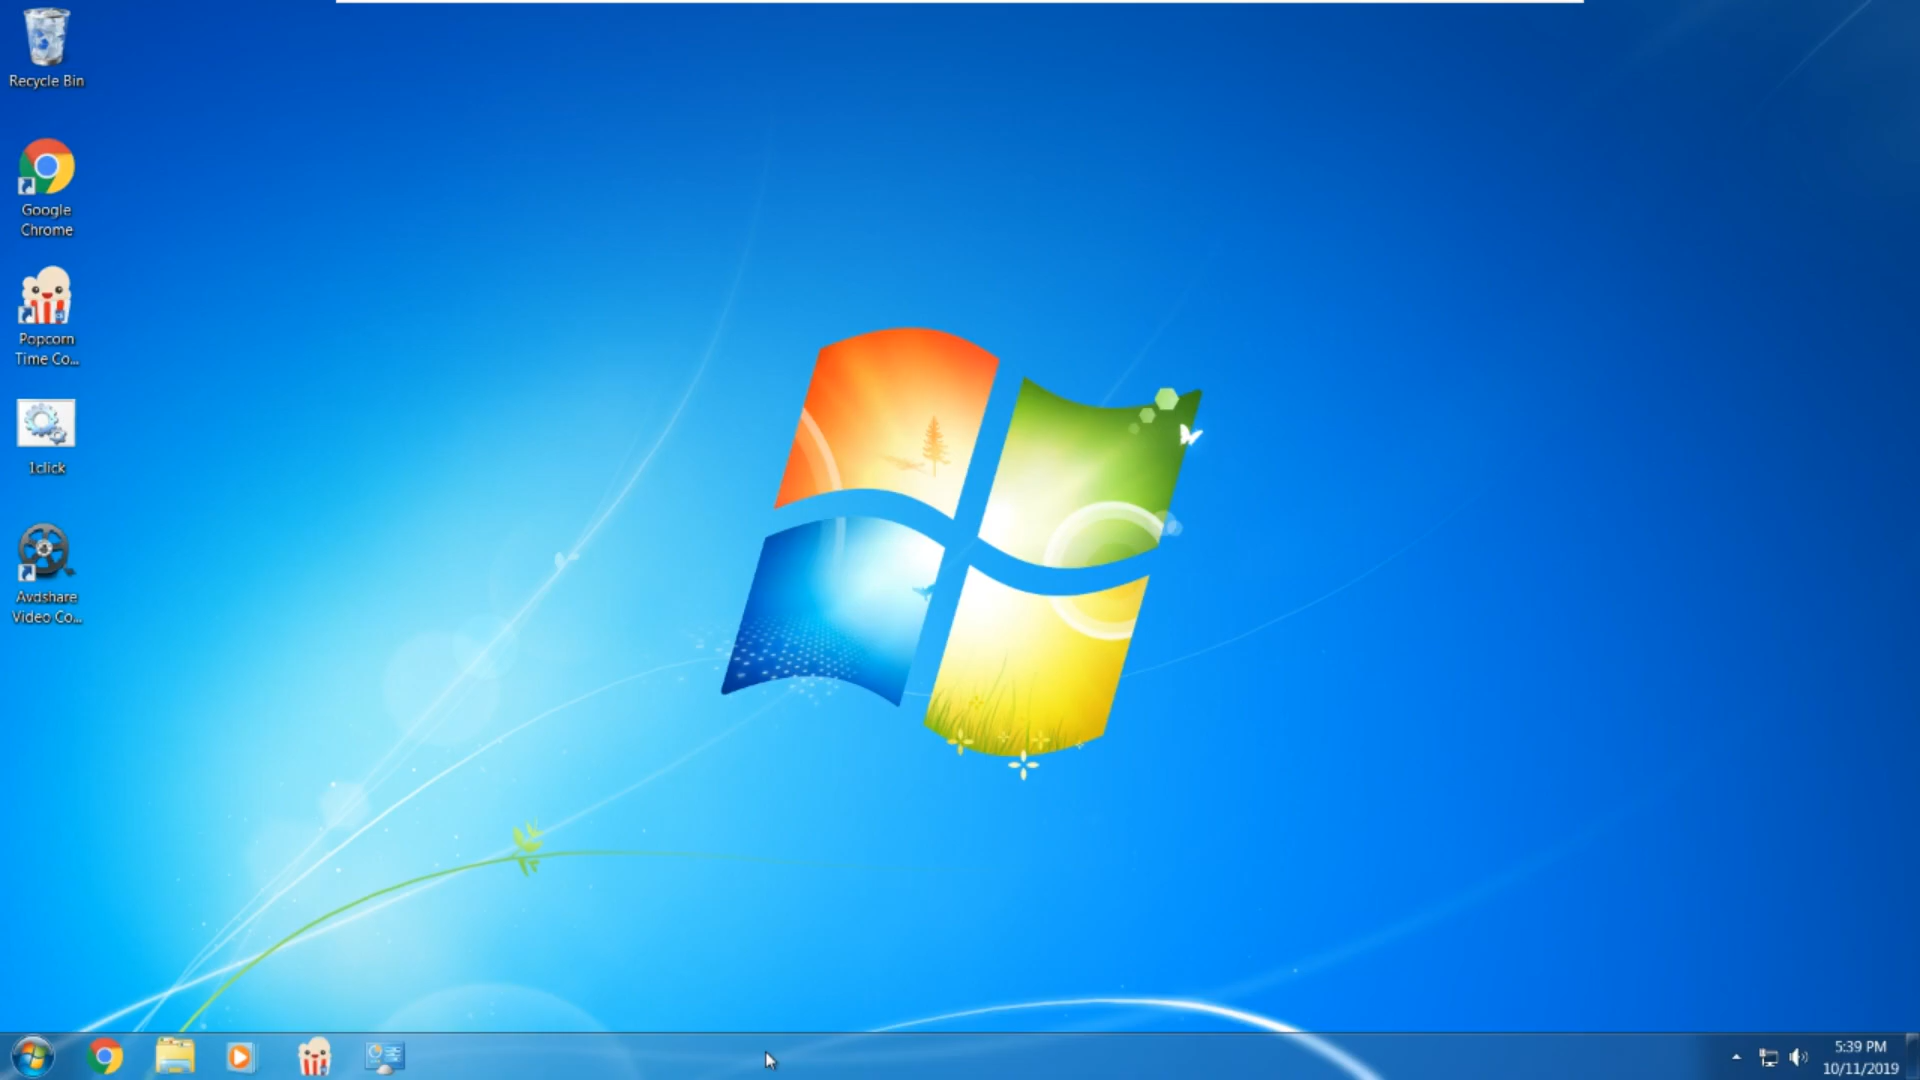 Recycle Bin
Google
Chrome
Popcorn
Time Co...
1click
Avdshare
Video Co...
5:39 PM
10/11/2019